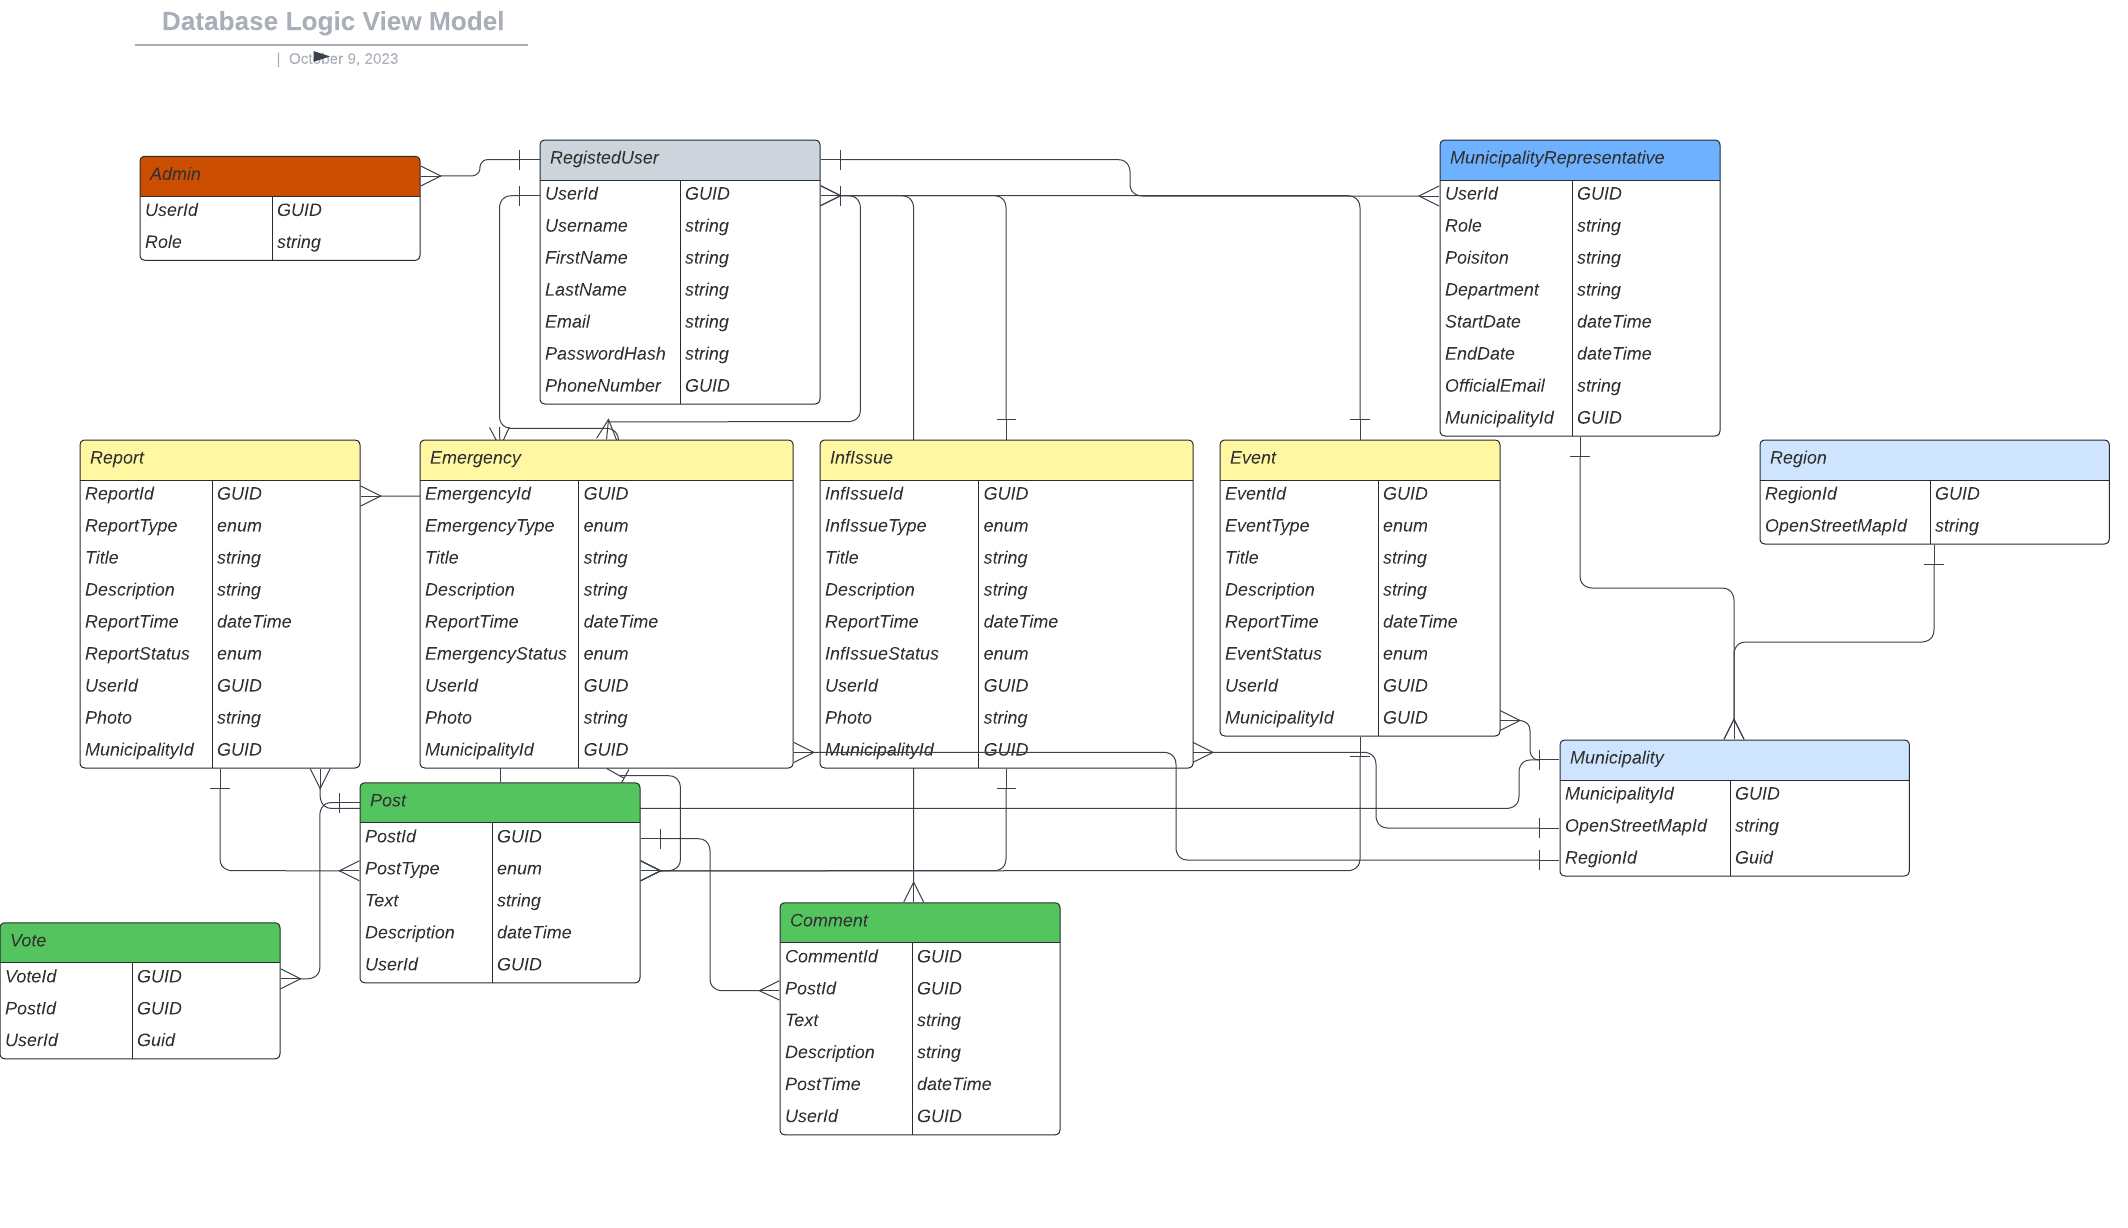 Database Logic View Model
| October 9, 2023
Admin
UserId GUID
Role string
RegistedUser
UserId GUID
Username string
FirstName string
LastName string
Email string
PasswordHash string
PhoneNumber GUID
MunicipalityRepresentative
UserId GUID
Role string
Poisiton string
Department string
StartDate dateTime
EndDate dateTime
OfficialEmail string
MunicipalityId GUID
Report
ReportId GUID
ReportType enum
Title string
Description string
ReportTime dateTime
ReportStatus enum
UserId GUID
Photo string
MunicipalityId GUID
Emergency
EmergencyId GUID
EmergencyType enum
Title string
Description string
ReportTime dateTime
EmergencyStatus enum
UserId GUID
Photo string
MunicipalityId GUID
InfIssue
InfIssueId GUID
InfIssueType enum
Title string
Description string
ReportTime dateTime
InfIssueStatus enum
UserId GUID
Photo string
MunicipalityId GUID
Event
EventId GUID
EventType enum
Title string
Description string
ReportTime dateTime
EventStatus enum
UserId GUID
MunicipalityId GUID
Region
RegionId GUID
OpenStreetMapId string
Municipality
MunicipalityId GUID
OpenStreetMapId string
RegionId Guid
Post
PostId GUID
PostType enum
Text string
Description dateTime
UserId GUID
Vote
VoteId GUID
PostId GUID
UserId Guid
Comment
CommentId GUID
PostId GUID
Text string
Description string
PostTime dateTime
UserId GUID